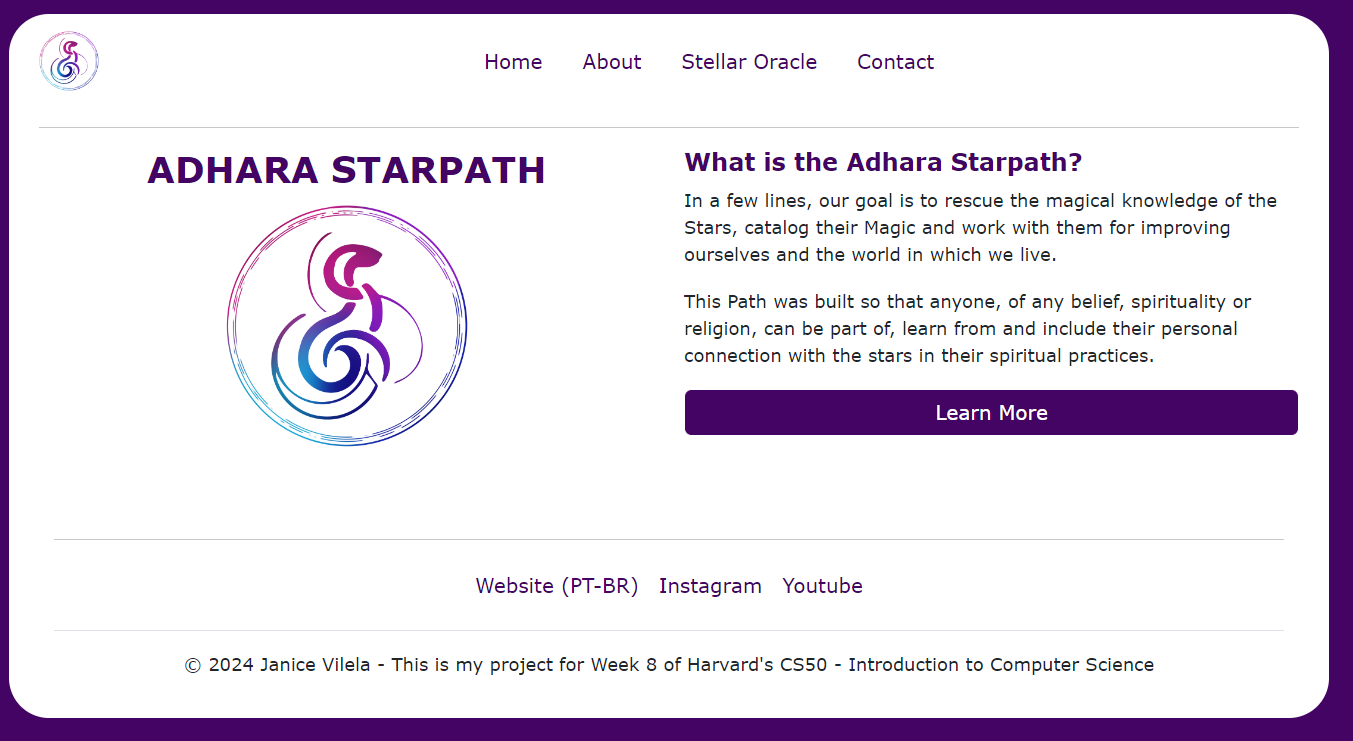 Home About Stellar Oracle Contact
ADHARA STARPATH
What is the Adhara Starpath?
In a few lines, our goal is to rescue the magical knowledge of the
Stars, catalog their Magic and work with them for improving
ourselves and the world in which we live.
This Path was built so that anyone, of any belief, spirituality or
religion, can be part of, learn from and include their personal
connection with the stars in their spiritual practices.
Learn More
Website (PT-BR) Instagram Youtube
© 2024 Janice Vilela - This is my project for Week 8 of Harvard's CS50 - Introduction to Computer Science